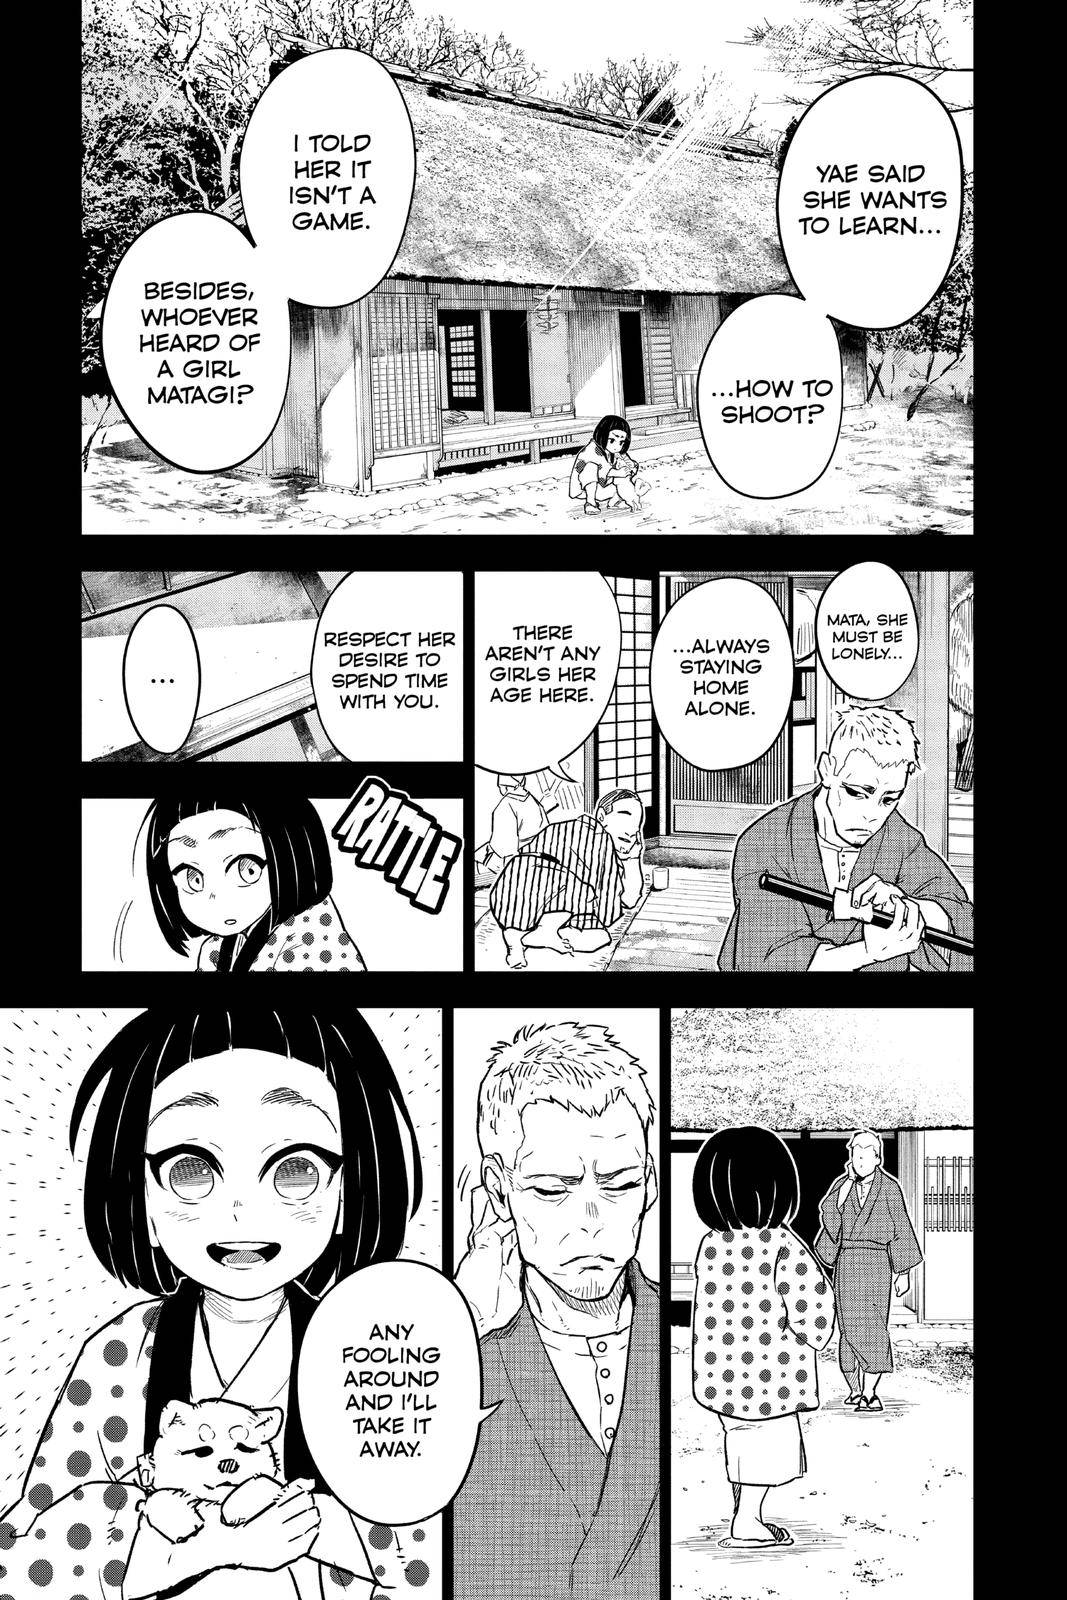 YAE SAID
SHE WANTS
TO LEARN...
...HOW TO
SHOOT?
I TOLD
HER IT
ISN'T A
GAME.
BESIDES,
WHOEVER
HEARD OF
A GIRL
MATAGI?
MATA, SHE
MUST BE
LONELY...
...ALWAYS
STAYING
HOME
ALONE.
THERE
AREN'T ANY
GIRLS HER
AGE HERE.
RESPECT HER
DESIRE TO
SPEND TIME
WITH YOU.
...
RATTLE
ANY
FOOLING
AROUND
AND I'LL
TAKE IT
AWAY.